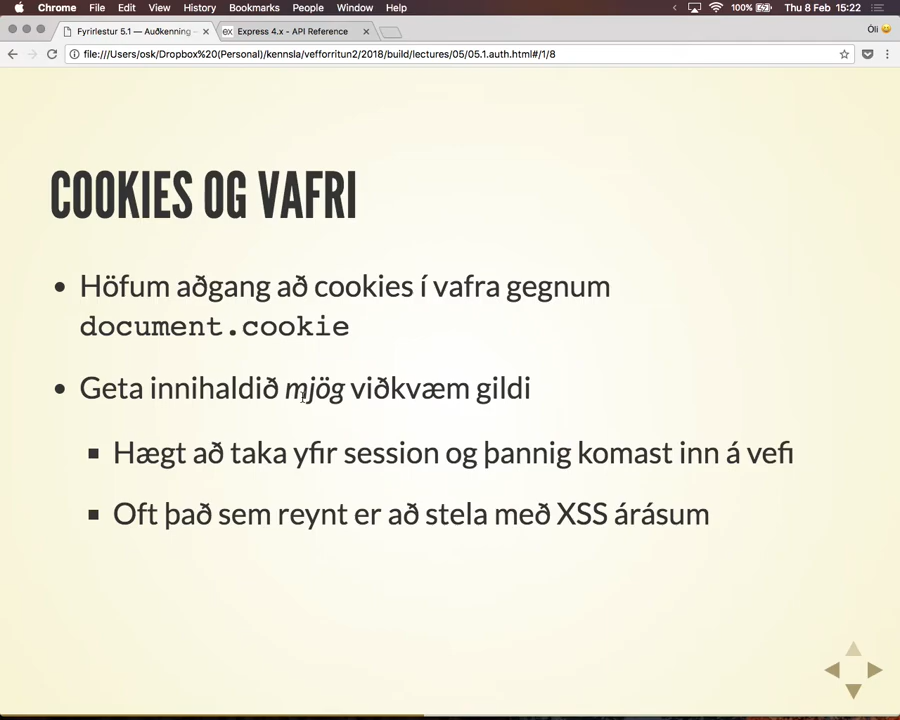 Chrome File Edit View History Bookmarks People Window Help 100% Thu 8 Feb 15:22
Fyrirlestur 5.1 — Auðkenning Express 4.x - API Reference Óli
file:///Users/osk/Dropbox%20(Personal)/kennsla/vefforritun2/2018/build/lectures/05/05.1.auth.html#/1/8
COOKIES OG VAFRI
• Höfum aðgang að cookies í vafra gegnum
document.cookie
• Geta innihaldið mjög viðkvæm gildi
Hægt að taka yfir session og þannig komast inn á vefi
Oft það sem reynt er að stela með XSS árásum